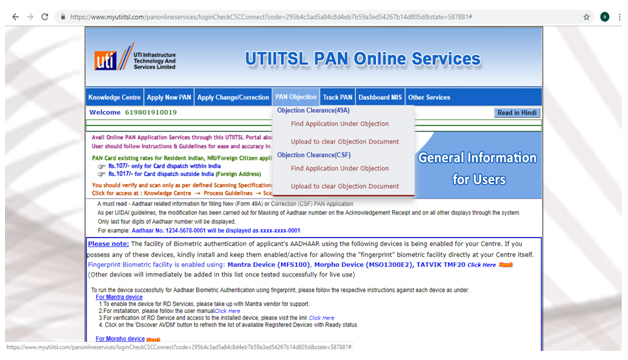 https://www.myutiitsl.com/panonlineservices/loginCheckCSCConnect?code=295b4c3ad5a84c8d4eb7b59a3ed54267b14d805d&state=587881#
uti
UTI Infrastructure
Technology And
Services Limited
UTIITSL PAN Online Services
Knowledge Centre
Apply New PAN
Apply Change/Correction
PAN Objection
Track PAN
Dashboard MIS
Other Services
Welcome 619801910019
Read in Hindi
Objection Clearance(49A)
Find Application Under Objection
Upload to clear Objection Document
Objection Clearance(CSF)
Find Application Under Objection
Upload to clear Objection Document
Avail Online PAN Application Services through this UTIITSL Portal abo
User should follow Instructions & Guidelines for ease and accuracy in
PAN Card existing rates for Resident Indian, NRI/Foreign Citizen appli
Rs.107/- only for Card dispatch within India
Rs.1017/- for Card dispatch outside India (Foreign Address)
You should verify and scan only as per defined Scanning Specification
Click for access at : Knowledge Centre → Process Guidelines → Sca
General Information
for Users
A must read - Aadhaar related information for filling New (Form 49A) or Correction (CSF) PAN Application
As per UIDAI guidelines, the modification has been carried out for Masking of Aadhaar number on the Acknowledgement Receipt and on all other displays through the system.
Only last four digits of Aadhaar number will be displayed.
For example: Aadhar No. 1234-5678-0001 will be displayed as xxxx-xxxx-0001
Please note: The facility of Biometric authentication of applicant's AADHAAR using the following devices is being enabled for your Centre. If you
possess any of these devices, kindly install and keep them enabled/active for allowing the "fingerprint" biometric facility directly at your Centre itself.
Fingerprint Biometric facility is enabled using: Mantra Device (MFS100), Morpho Device (MSO1300E2), TATVIK TMF20 Click Here
(Other devices will immediately be added in this list once tested successfully for live use)
To run the device successfully for Aadhaar Biometric Authentication using fingerprint, please follow the respective instructions against each device as under:
For Mantra device
1. To enable the device for RD Services, please take up with Mantra vendor for support.
2.For installation, please follow the user manualClick Here
3.For verification of RD Service and access to the installed device, please visit the link Click Here
4. Click on the 'Discover AVDM' button to refresh the list of available Registered Devices with Ready status.
For Morpho device
https://www.myutiitsl.com/panonlineservices/loginCheckCSCConnect?code=295b4c3ad5a84c8d4eb7b59a3ed54267b14d805d&state=587881#